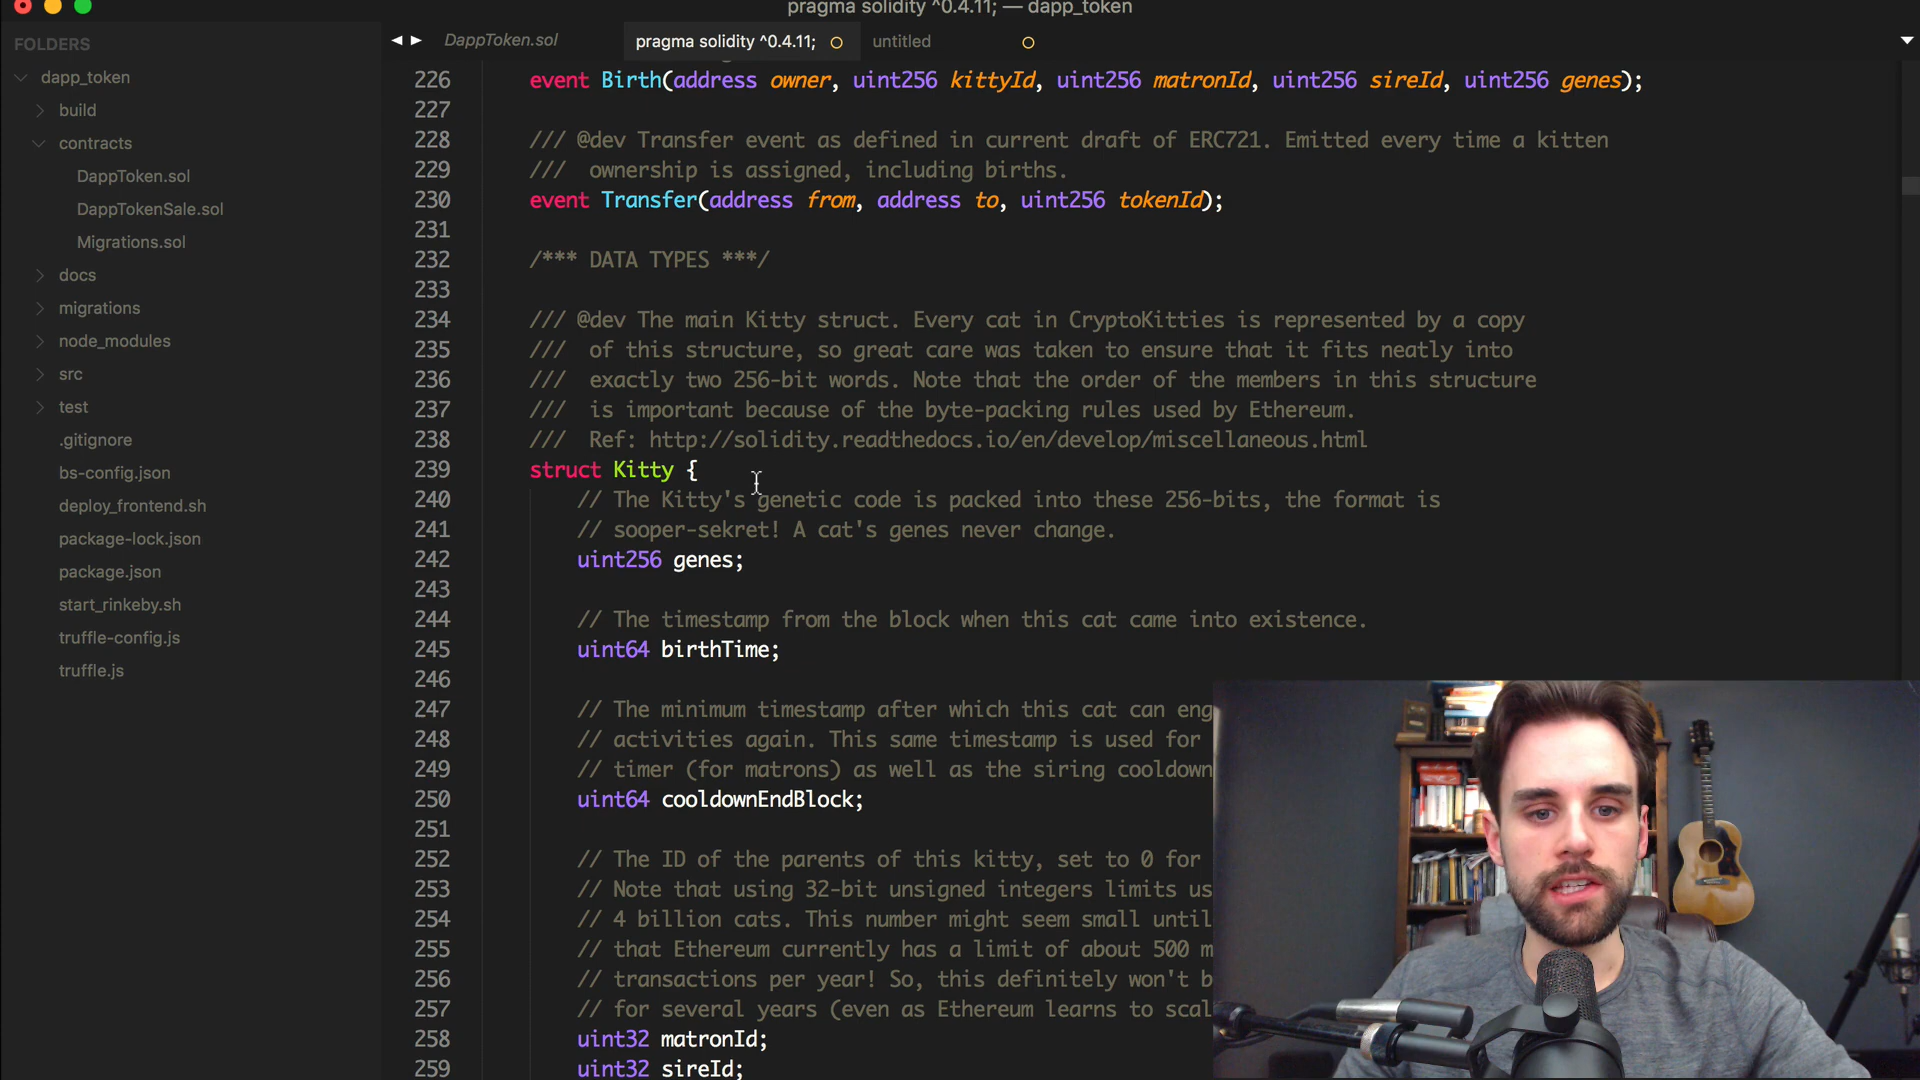 pragma solidity ^0.4.11; — dapp_token
FOLDERS
dapp_token
build
contracts
DappToken.sol
DappTokenSale.sol
Migrations.sol
docs
migrations
node_modules
src
test
.gitignore
bs-config.json
deploy_frontend.sh
package-lock.json
package.json
start_rinkeby.sh
truffle-config.js
truffle.js
DappToken.sol
pragma solidity ^0.4.11;
untitled
226 event Birth(address owner, uint256 kittyId, uint256 matronId, uint256 sireId, uint256 genes);
227
228 /// @dev Transfer event as defined in current draft of ERC721. Emitted every time a kitten
229 /// ownership is assigned, including births.
230 event Transfer(address from, address to, uint256 tokenId);
231
232 /*** DATA TYPES ***/
233
234 /// @dev The main Kitty struct. Every cat in CryptoKitties is represented by a copy
235 /// of this structure, so great care was taken to ensure that it fits neatly into
236 /// exactly two 256-bit words. Note that the order of the members in this structure
237 /// is important because of the byte-packing rules used by Ethereum.
238 /// Ref: http://solidity.readthedocs.io/en/develop/miscellaneous.html
239 struct Kitty {
240 // The Kitty's genetic code is packed into these 256-bits, the format is
241 // sooper-sekret! A cat's genes never change.
242 uint256 genes;
243
244 // The timestamp from the block when this cat came into existence.
245 uint64 birthTime;
246
247 // The minimum timestamp after which this cat can eng
248 // activities again. This same timestamp is used for
249 // timer (for matrons) as well as the siring cooldown
250 uint64 cooldownEndBlock;
251
252 // The ID of the parents of this kitty, set to 0 for
253 // Note that using 32-bit unsigned integers limits us
254 // 4 billion cats. This number might seem small until
255 // that Ethereum currently has a limit of about 500 m
256 // transactions per year! So, this definitely won't b
257 // for several years (even as Ethereum learns to scal
258 uint32 matronId;
259 uint32 sireId;